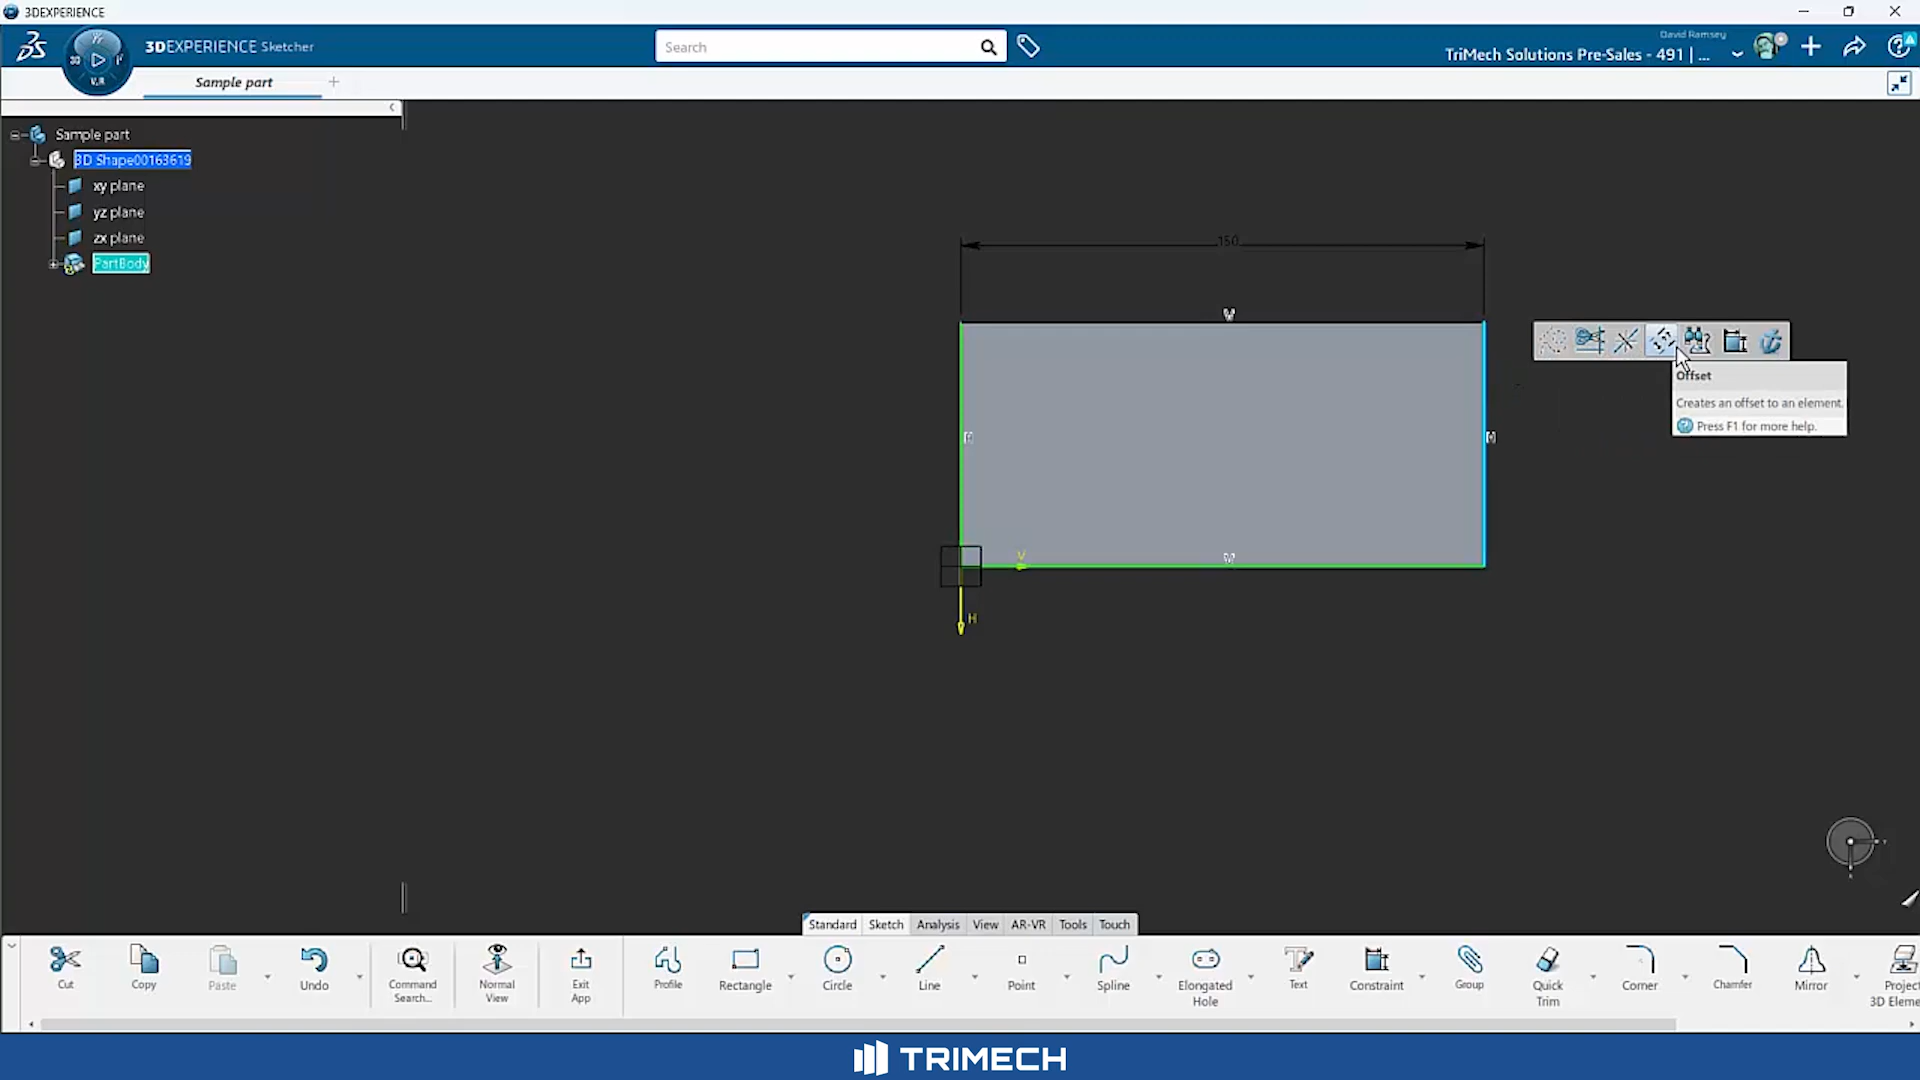 3DEXPERIENCE
3DEXPERIENCE Sketcher
Search
David Ramsey
TriMech Solutions Pre-Sales - 491 | ...
3D
V.R
Sample part
Sample part
3D Shape00163619
xy plane
yz plane
zx plane
PartBody
150
V
H
H
V
V
H
Offset
Creates an offset to an element.
Press F1 for more help.
Standard
Sketch
Analysis
View
AR-VR
Tools
Touch
Cut
Copy
Paste
Undo
Command
Search...
Normal
View
Exit
App
Profile
Rectangle
Circle
Line
Point
Spline
Elongated
Hole
Text
Constraint
Group
Quick
Trim
Corner
Chamfer
Mirror
Project
3D Eleme
TRIMECH